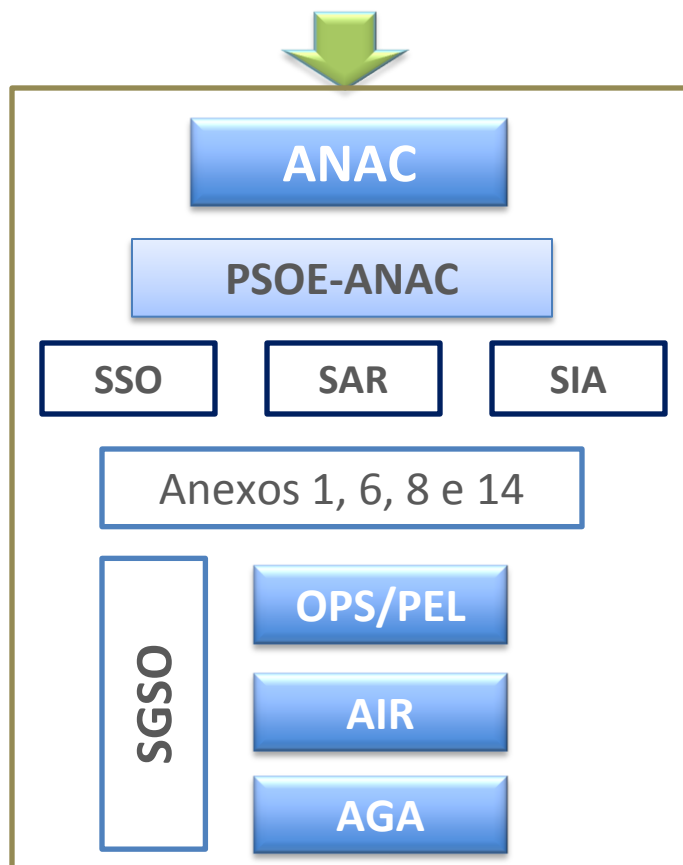 ANAC
PSOE-ANAC
SSO
SAR
SIA
Anexos 1, 6, 8 e 14
SGSO
OPS/PEL
AIR
AGA